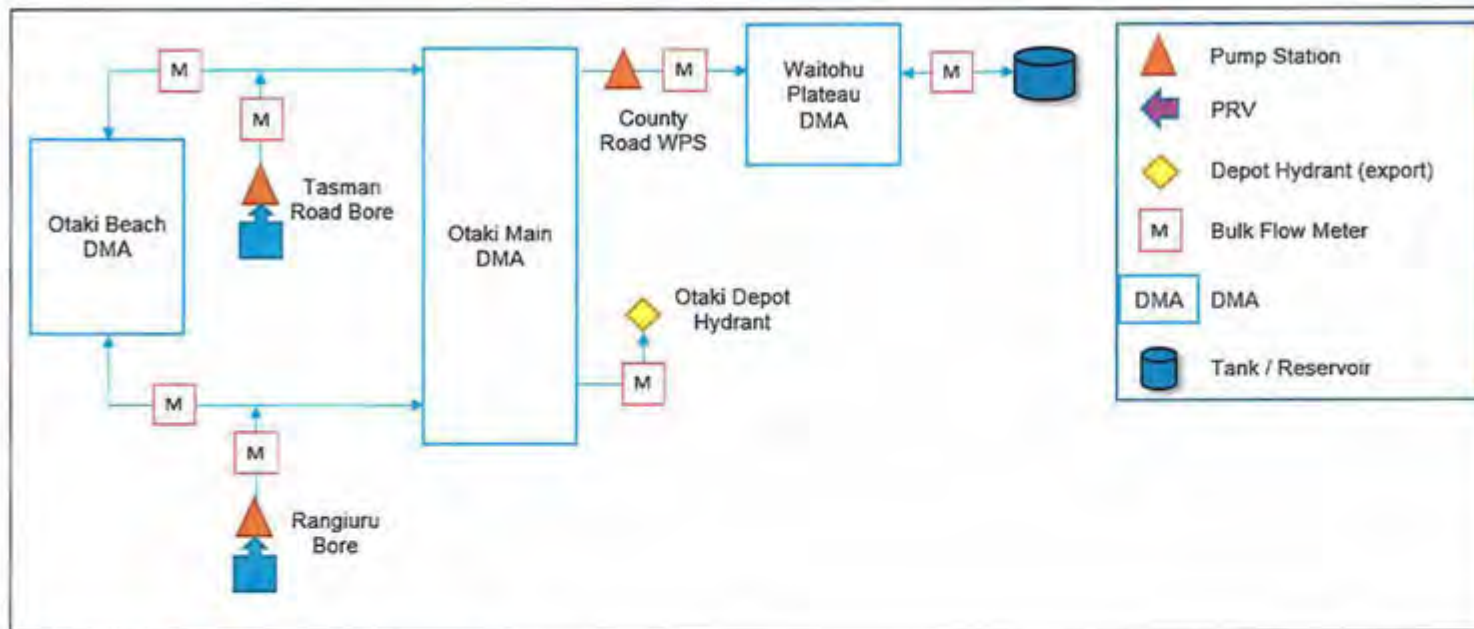 M
M
Otaki Beach
DMA
Tasman
Road Bore
Otaki Main
DMA
M
County
Road WPS
Waitohu
Plateau
DMA
M
Otaki Depot
Hydrant
M
M
M
Rangiuru
Bore
Pump Station
PRV
Depot Hydrant (export)
M Bulk Flow Meter
DMA DMA
Tank / Reservoir